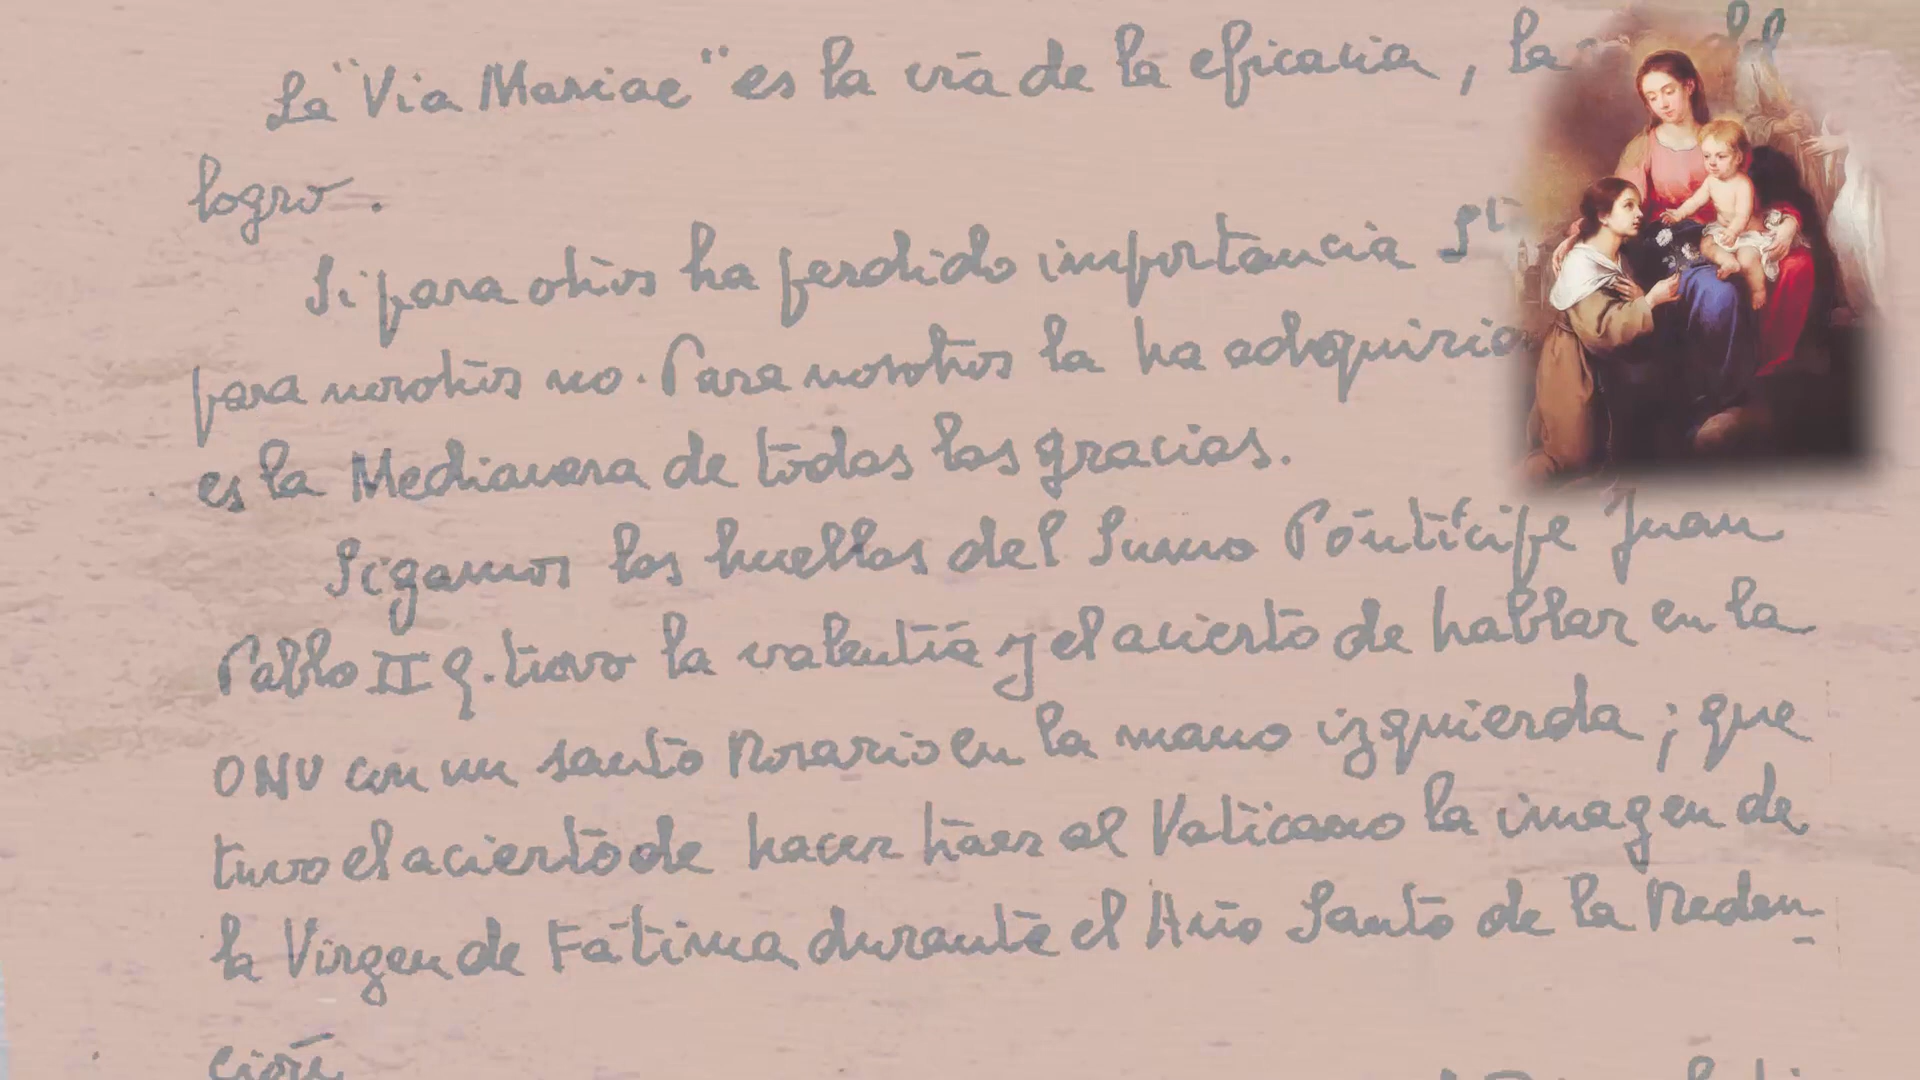 La "Via Mariae" es la vía de la eficacia, la del
logro.
Si para otros ha perdido importancia Stª
para nosotros no. Para nosotros la ha adquirido
es la Medianera de todas las gracias.
Sigamos las huellas del Sumo Pontífice Juan
Pablo II q. tuvo la valentía y el acierto de hablar en la
ONU con un santo Rosario en la mano izquierda; que
tuvo el acierto de hacer traer al Vaticano la imagen de
la Virgen de Fátima durante el Año Santo de la Reden-
ción